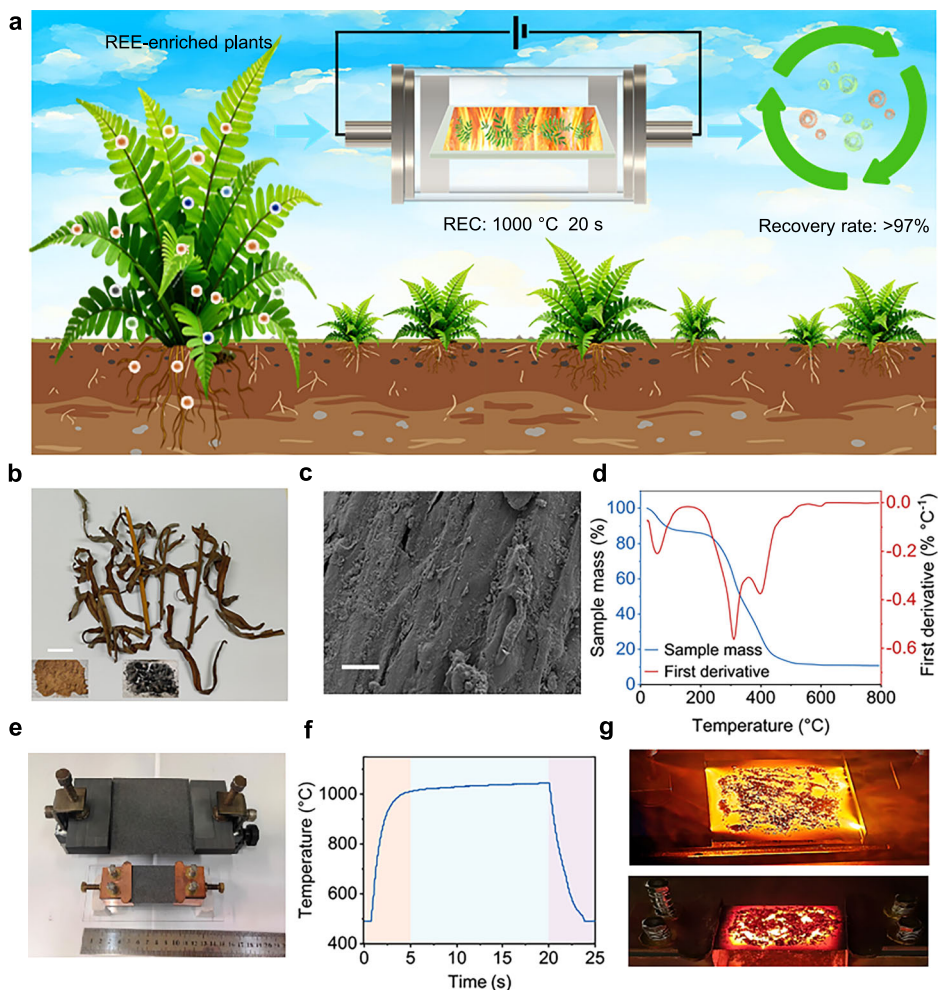 a
REE-enriched plants
REC: 1000 °C 20 s
Recovery rate: >97%
b
c
d
Sample mass (%)
100
80
60
40
20
0
Sample mass
First derivative
0 200 400 600 800
Temperature (°C)
0.0
-0.2
-0.4
-0.6
First derivative (% °C⁻¹)
e
f
Temperature (°C)
1000
800
600
400
0 5 10 15 20 25
Time (s)
g